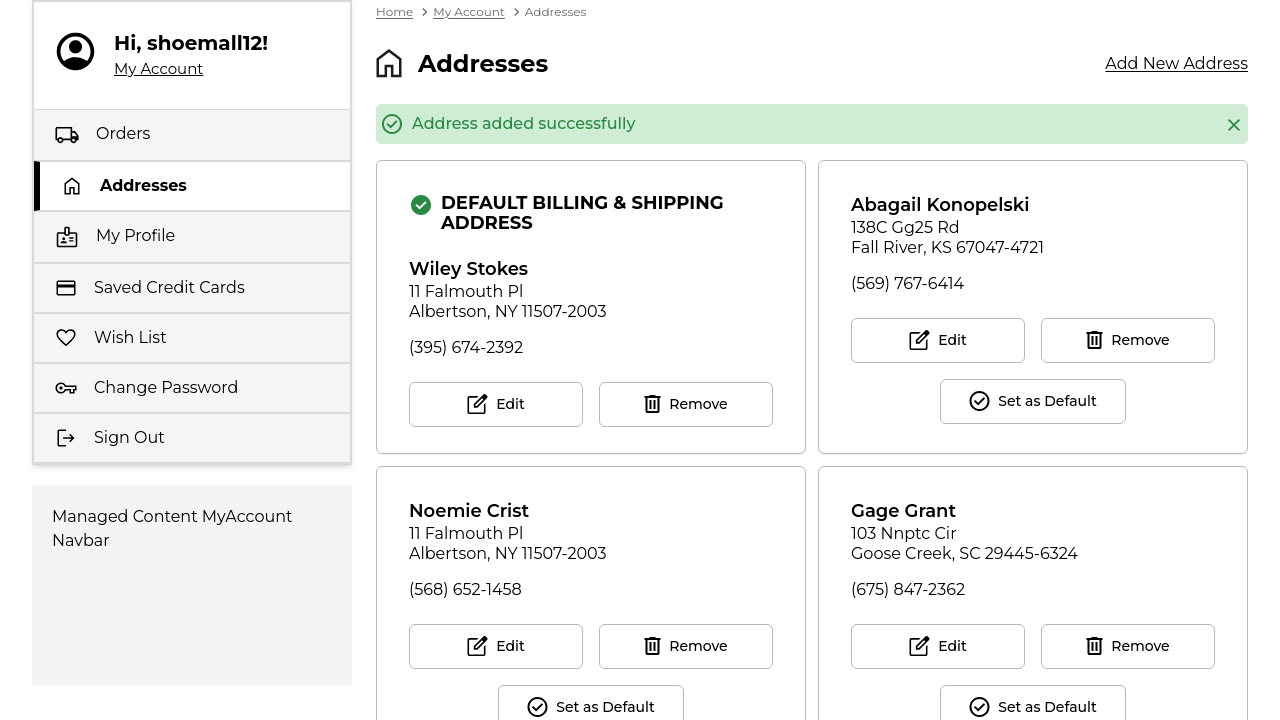 Hi, shoemall12!
My Account
Orders
Addresses
My Profile
Saved Credit Cards
Wish List
Change Password
Sign Out
Managed Content MyAccount
Navbar
Home > My Account > Addresses
Addresses
Add New Address
Address added successfully
DEFAULT BILLING & SHIPPING
ADDRESS
Wiley Stokes
11 Falmouth Pl
Albertson, NY 11507-2003
(395) 674-2392
Edit
Remove
Abagail Konopelski
138C Gg25 Rd
Fall River, KS 67047-4721
(569) 767-6414
Edit
Remove
Set as Default
Noemie Crist
11 Falmouth Pl
Albertson, NY 11507-2003
(568) 652-1458
Edit
Remove
Set as Default
Gage Grant
103 Nnptc Cir
Goose Creek, SC 29445-6324
(675) 847-2362
Edit
Remove
Set as Default